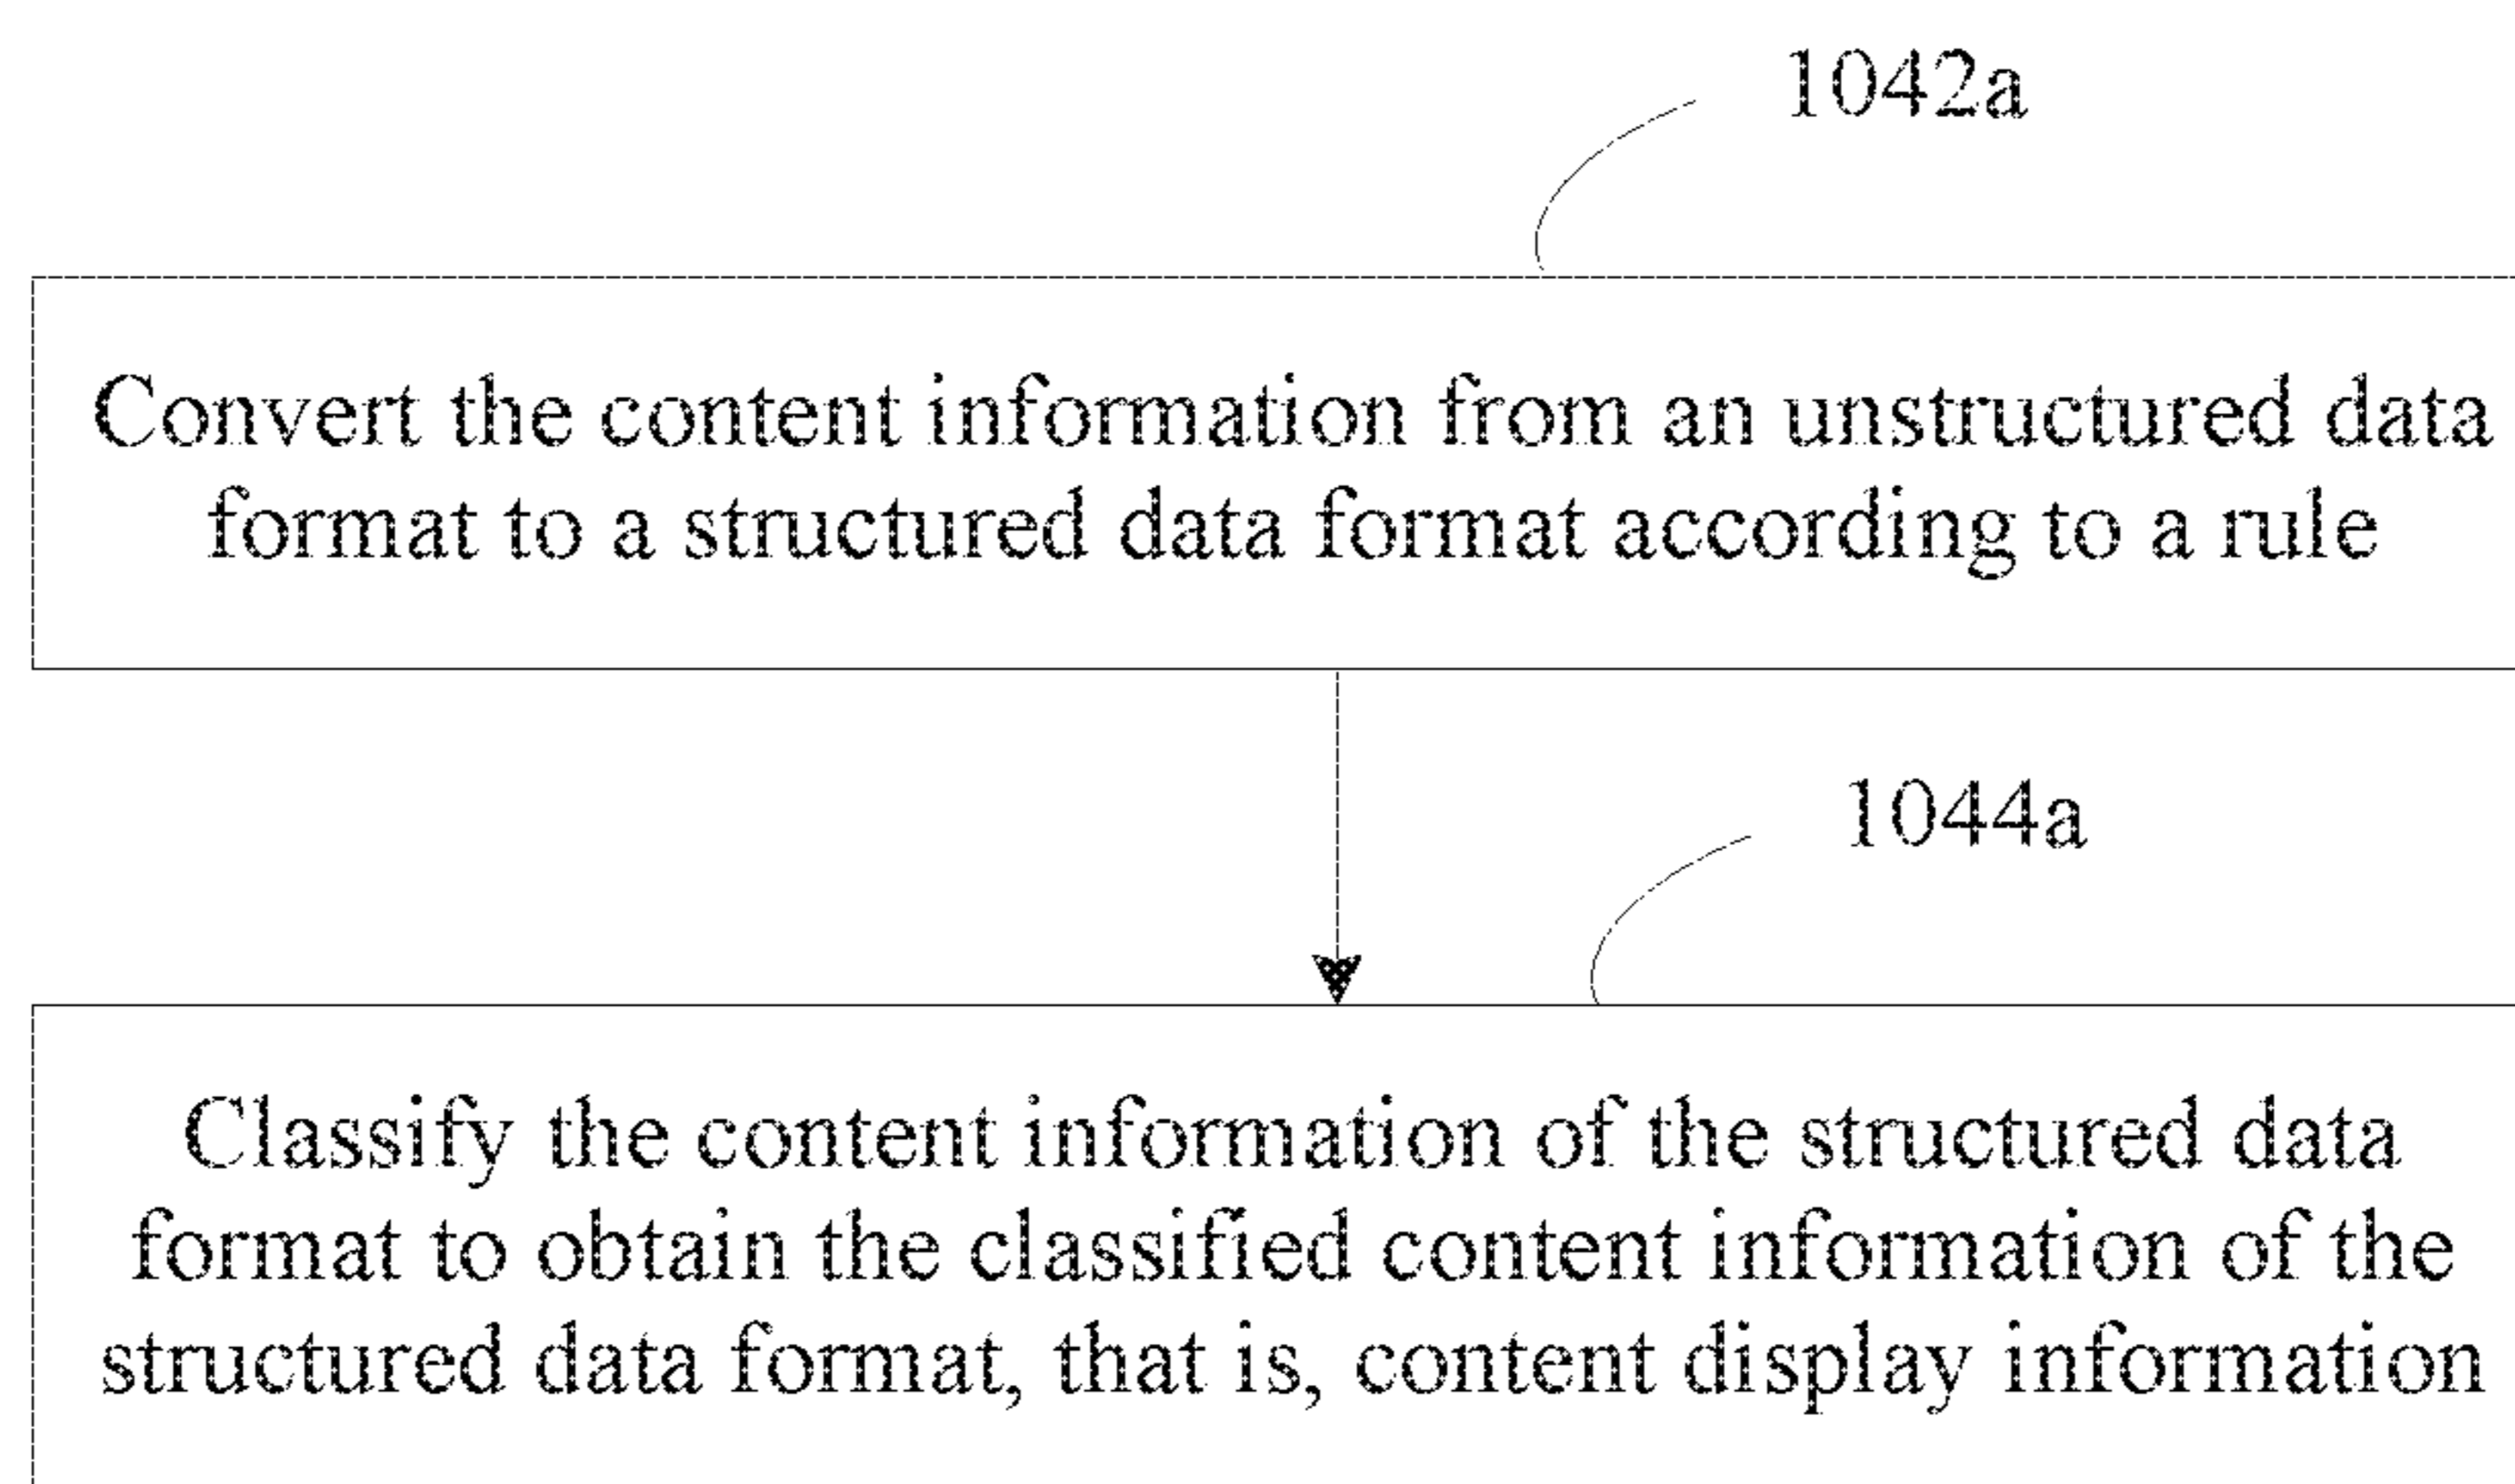 1042a
Convert the content information from an unstructured data
format to a structured data format according to a rule
1044a
Classify the content information of the structured data
format to obtain the classified content information of the
structured data format, that is, content display information